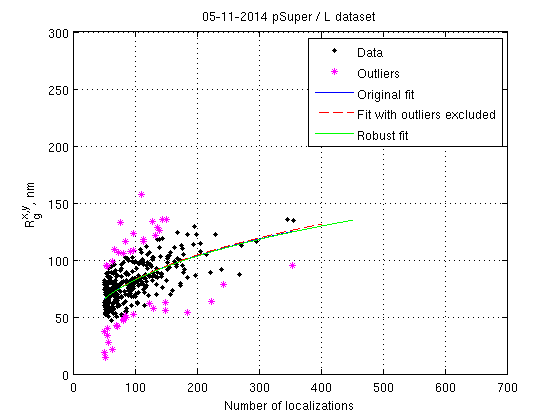 05-11-2014 pSuper / L dataset
300
250
200
150
100
50
0
R_g^{x,y}, nm
Data
Outliers
Original fit
Fit with outliers excluded
Robust fit
0 100 200 300 400 500 600 700
Number of localizations